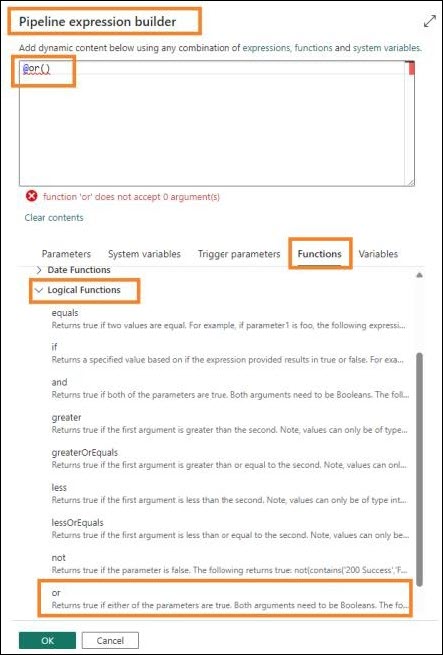 Pipeline expression builder
Add dynamic content below using any combination of expressions, functions and system variables.
@or()
function 'or' does not accept 0 argument(s)
Clear contents
Parameters System variables Trigger parameters Functions Variables
Date Functions
Logical Functions
equals
Returns true if two values are equal. For example, if parameter1 is foo, the following expressi...
if
Returns a specified value based on if the expression provided results in true or false. For exa...
and
Returns true if both of the parameters are true. Both arguments need to be Booleans. The foll...
greater
Returns true if the first argument is greater than the second. Note, values can only be of type...
greaterOrEquals
Returns true if the first argument is greater than or equal to the second. Note, values can onl...
less
Returns true if the first argument is less than the second. Note, values can only be of type int...
lessOrEquals
Returns true if the first argument is less than or equal to the second. Note, values can only be...
not
Returns true if the parameter is false. The following returns true: not(contains('200 Success','F...
or
Returns true if either of the parameters are true. Both arguments need to be Booleans. The fo...
OK Cancel